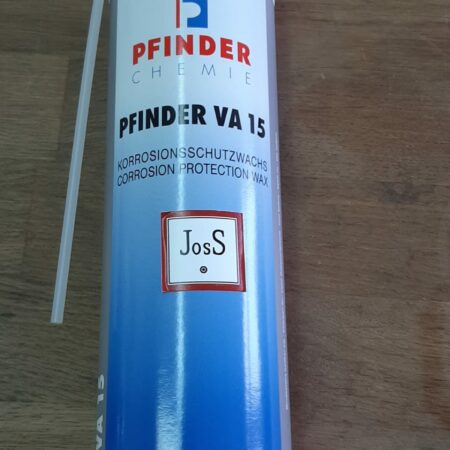 PFINDER
CHEMIE
PFINDER VA 15
KORROSIONSSCHUTZWACHS
CORROSION PROTECTION WAX
JosS
VA 15